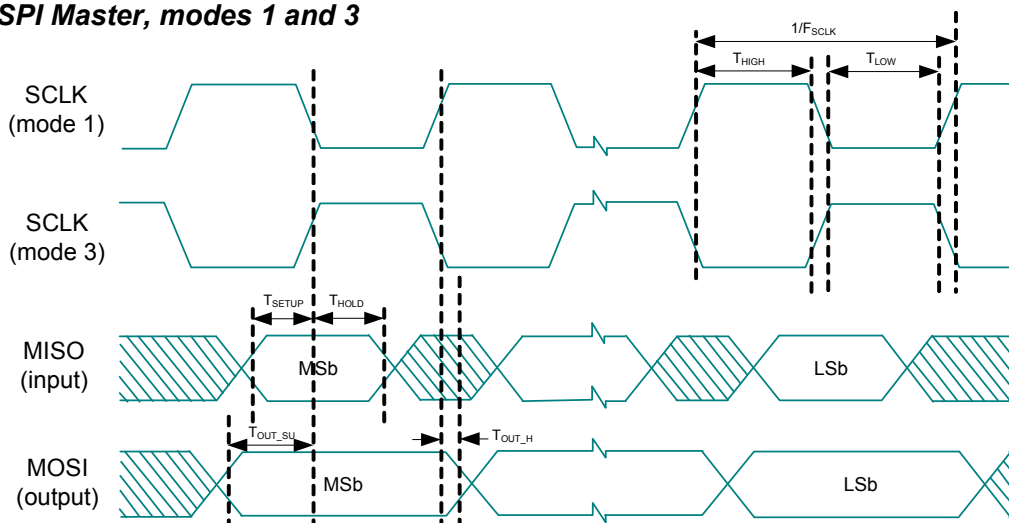 SPI Master, modes 1 and 3
1/FSCLK
THIGH
TLOW
SCLK
(mode 1)
SCLK
(mode 3)
TSETUP
THOLD
MISO
(input)
MSb
LSb
TOUT_SU
TOUT_H
MOSI
(output)
MSb
LSb